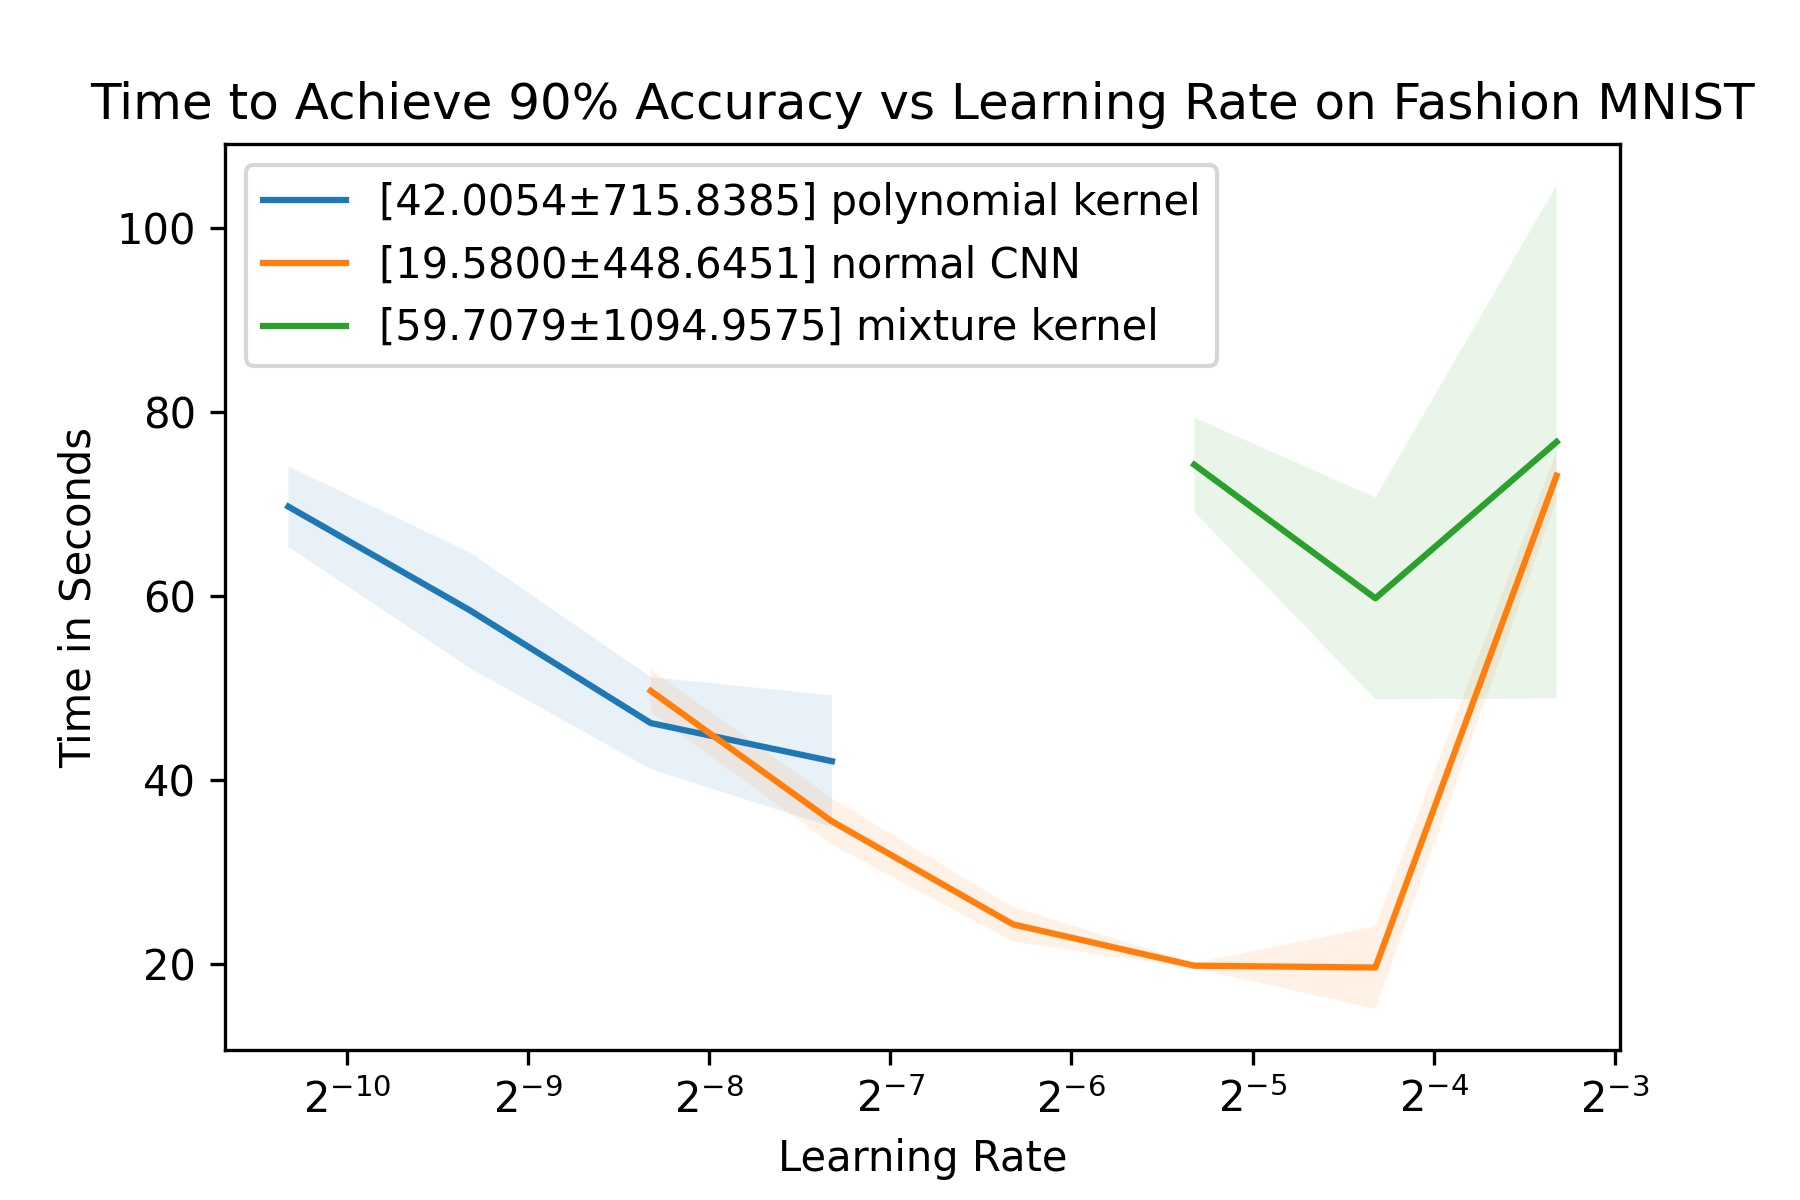 Time to Achieve 90% Accuracy vs Learning Rate on Fashion MNIST
[42.0054±715.8385] polynomial kernel
[19.5800±448.6451] normal CNN
[59.7079±1094.9575] mixture kernel
Time in Seconds
100
80
60
40
20
2⁻¹⁰ 2⁻⁹ 2⁻⁸ 2⁻⁷ 2⁻⁶ 2⁻⁵ 2⁻⁴ 2⁻³
Learning Rate